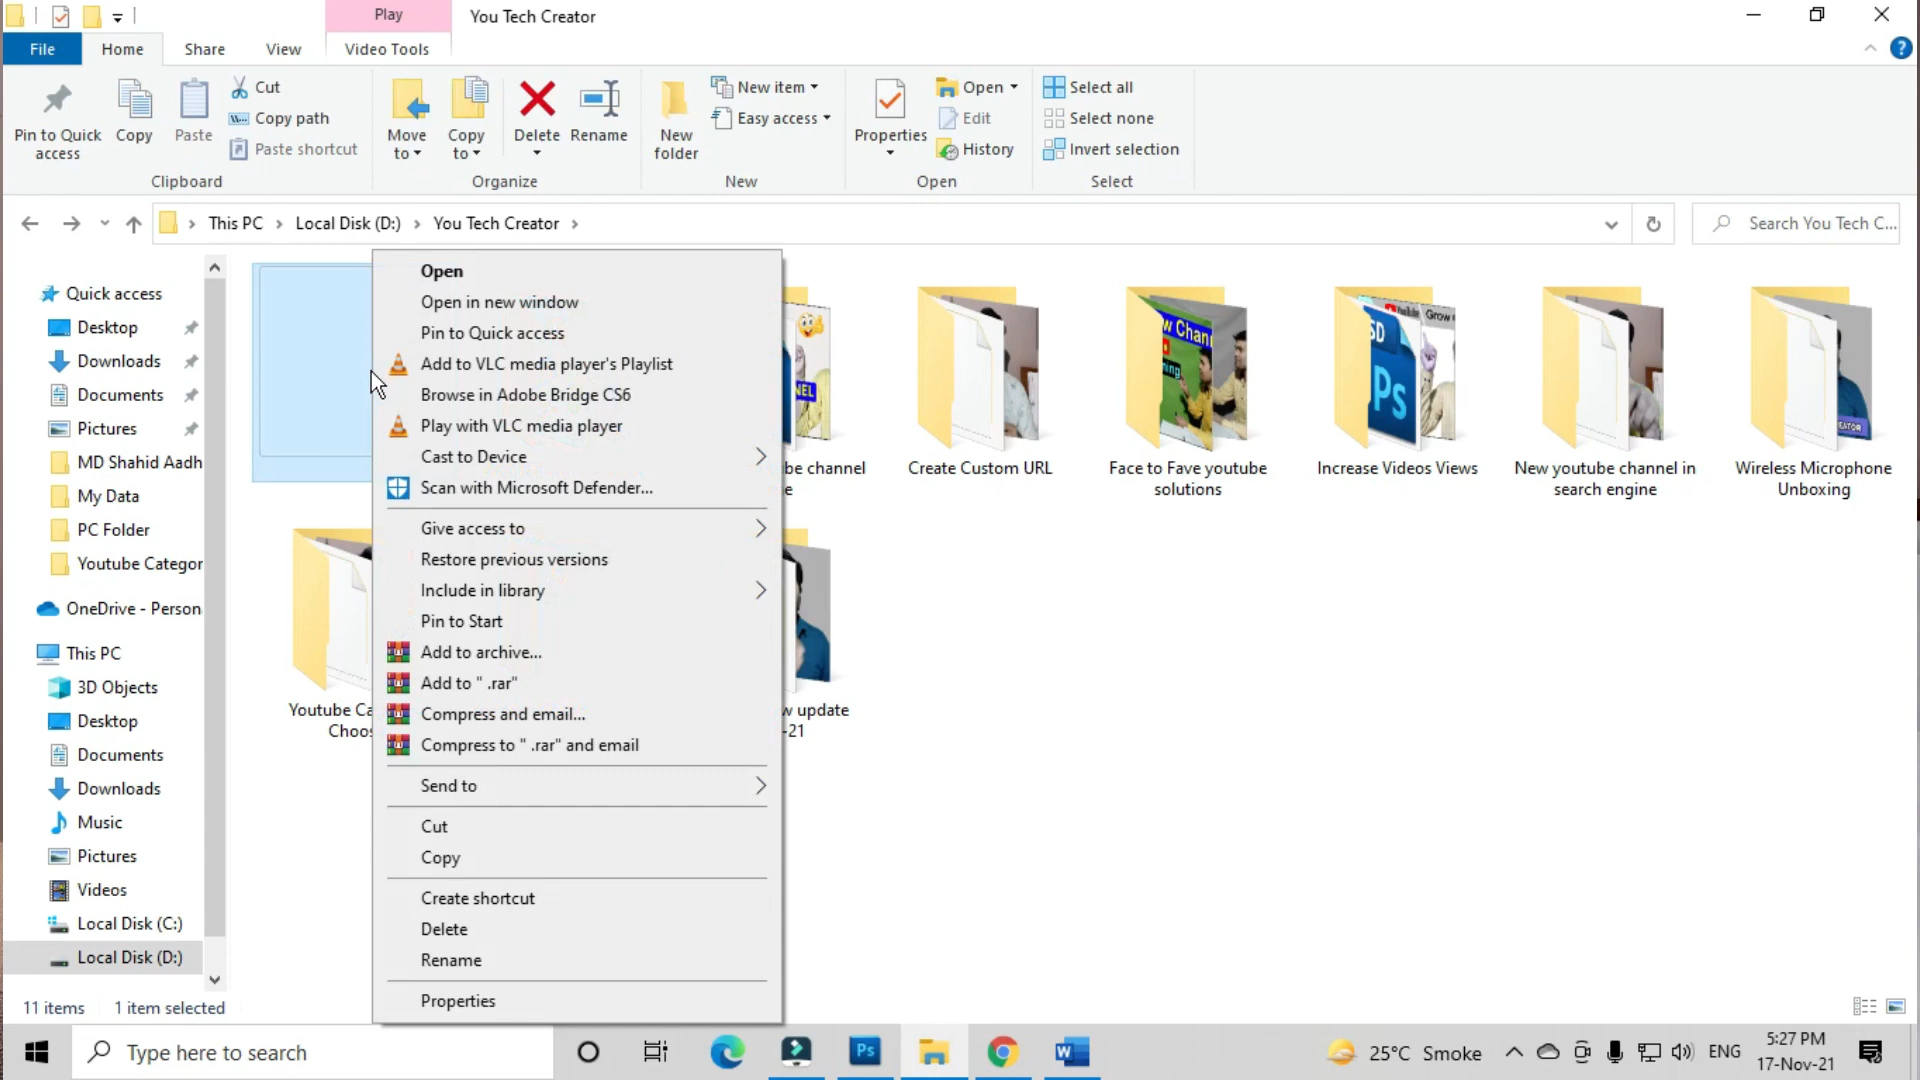 Play
You Tech Creator
File
Home
Share
View
Video Tools
Pin to Quick access
Copy
Paste
Cut
Copy path
Paste shortcut
Clipboard
Move to
Copy to
Delete
Rename
Organize
New folder
New item
Easy access
New
Properties
Open
Edit
History
Open
Select all
Select none
Invert selection
Select
This PC
Local Disk (D:)
You Tech Creator
Search You Tech C...
Quick access
Desktop
Downloads
Documents
Pictures
MD Shahid Aadh
My Data
PC Folder
Youtube Categor
OneDrive - Person
This PC
3D Objects
Desktop
Documents
Downloads
Music
Pictures
Videos
Local Disk (C:)
Local Disk (D:)
Open
Open in new window
Pin to Quick access
Add to VLC media player's Playlist
Browse in Adobe Bridge CS6
Play with VLC media player
Cast to Device
Scan with Microsoft Defender...
Give access to
Restore previous versions
Include in library
Pin to Start
Add to archive...
Add to " .rar"
Compress and email...
Compress to " .rar" and email
Send to
Cut
Copy
Create shortcut
Delete
Rename
Properties
be channel
e
Create Custom URL
Face to Fave youtube
solutions
Increase Videos Views
New youtube channel in
search engine
Wireless Microphone
Unboxing
Youtube Ca
Choos
w update
-21
11 items
1 item selected
Type here to search
Ps
25°C Smoke
ENG
5:27 PM
17-Nov-21